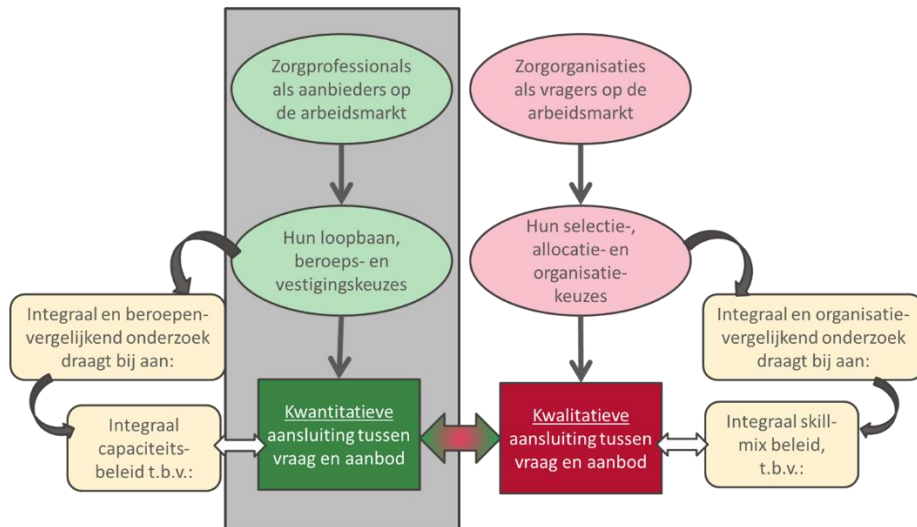 Zorgprofessionals
als aanbieders op
de arbeidsmarkt
Zorgorganisaties
als vragers op de
arbeidsmarkt
Hun loopbaan,
beroeps- en
vestigingskeuzes
Hun selectie-,
allocatie- en
organisatie-
keuzes
Integraal en beroepen-
vergelijkend onderzoek
draagt bij aan:
Integraal en organisatie-
vergelijkend onderzoek
draagt bij aan:
Integraal
capaciteits-
beleid t.b.v.:
Kwantitatieve
aansluiting tussen
vraag en aanbod
Kwalitatieve
aansluiting tussen
vraag en aanbod
Integraal skill-
mix beleid,
t.b.v.: